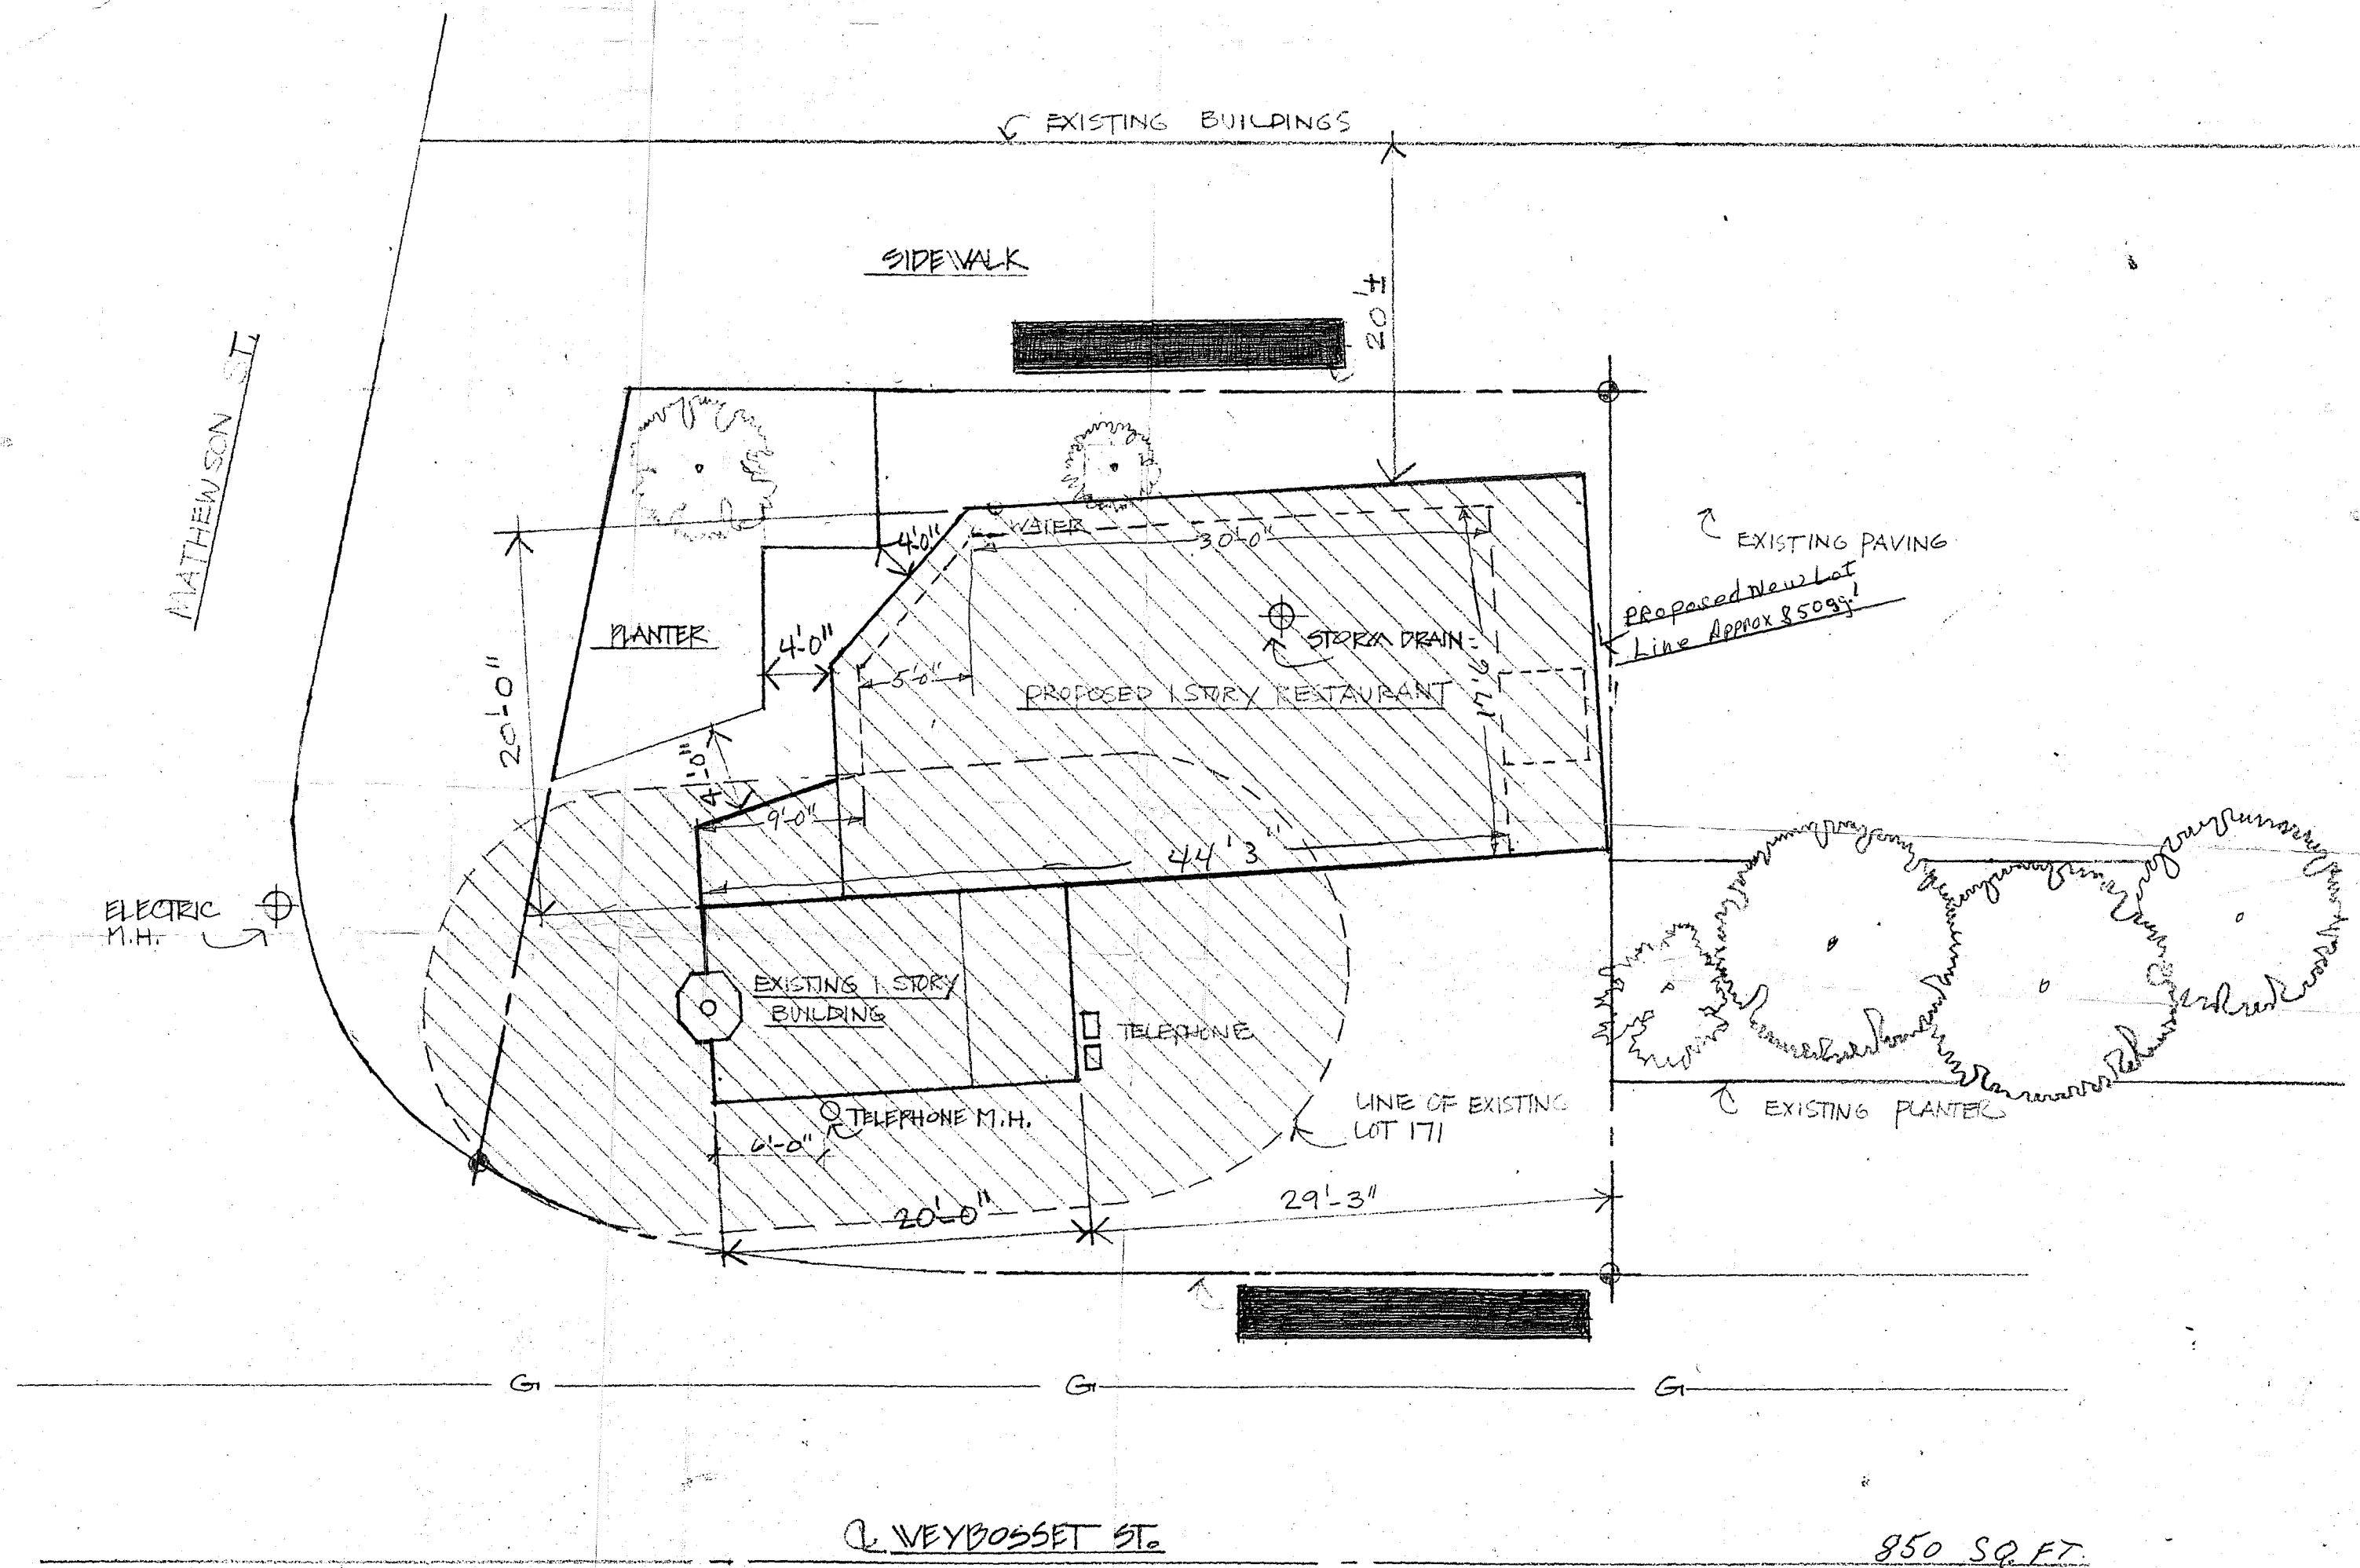 EXISTING BUILDINGS
SIDEWALK
20'±
MATHEWSON ST.
WATER
4'-0"
30'-0"
EXISTING PAVING
Proposed New Lot
Line Approx 850
PLANTER
4'-0"
STORM DRAIN
5'-0"
PROPOSED 1 STORY RESTAURANT
20'-0"
4'-0"
9'-0"
44'3"
ELECTRIC
M.H.
EXISTING 1 STORY
BUILDING
TELEPHONE
TELEPHONE M.H.
6'-0"
LINE OF EXISTING
LOT 171
EXISTING PLANTER
20'-0"
29'-3"
G G G
℄ WEYBOSSET ST.
850 SQ. FT.